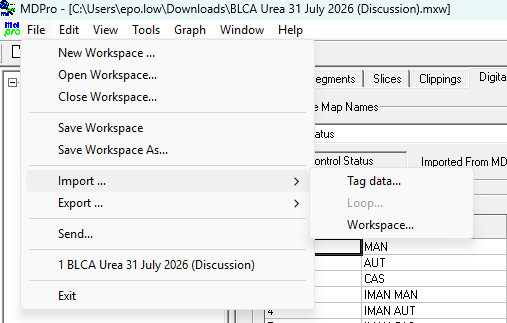 MDPro - [C:\Users\epo.low\Downloads\BLCA Urea 31 July 2026 (Discussion).mxw]
File Edit View Tools Graph Window Help
New Workspace ...
Open Workspace...
Close Workspace...
Save Workspace
Save Workspace As...
Import ...
Export ...
Send...
1 BLCA Urea 31 July 2026 (Discussion)
Exit
Tag data...
Loop...
Workspace...
egments Slices Clippings Digita
e Map Names
tatus
ontrol Status Imported From MD
MAN
AUT
CAS
IMAN MAN
4 IMAN AUT